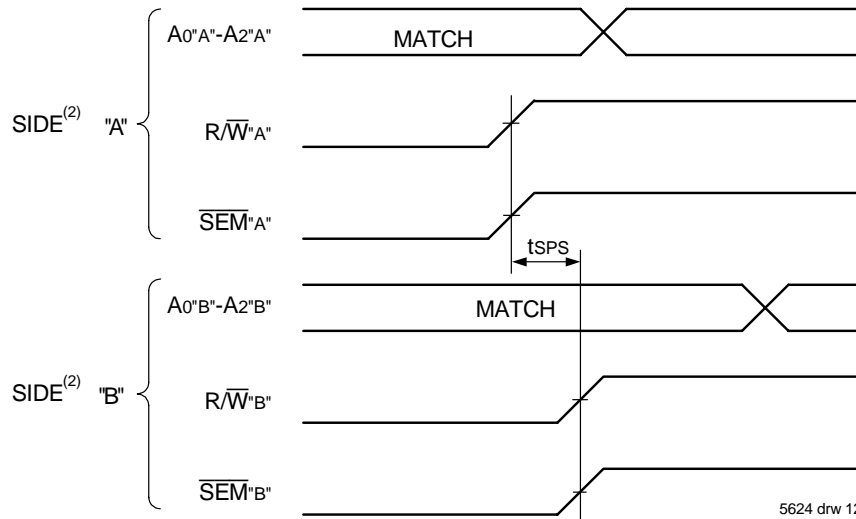 A0"A"-A2"A"
MATCH
SIDE(2) "A"
R/W"A"
SEM"A"
tSPS
A0"B"-A2"B"
MATCH
SIDE(2) "B"
R/W"B"
SEM"B"
5624 drw 12